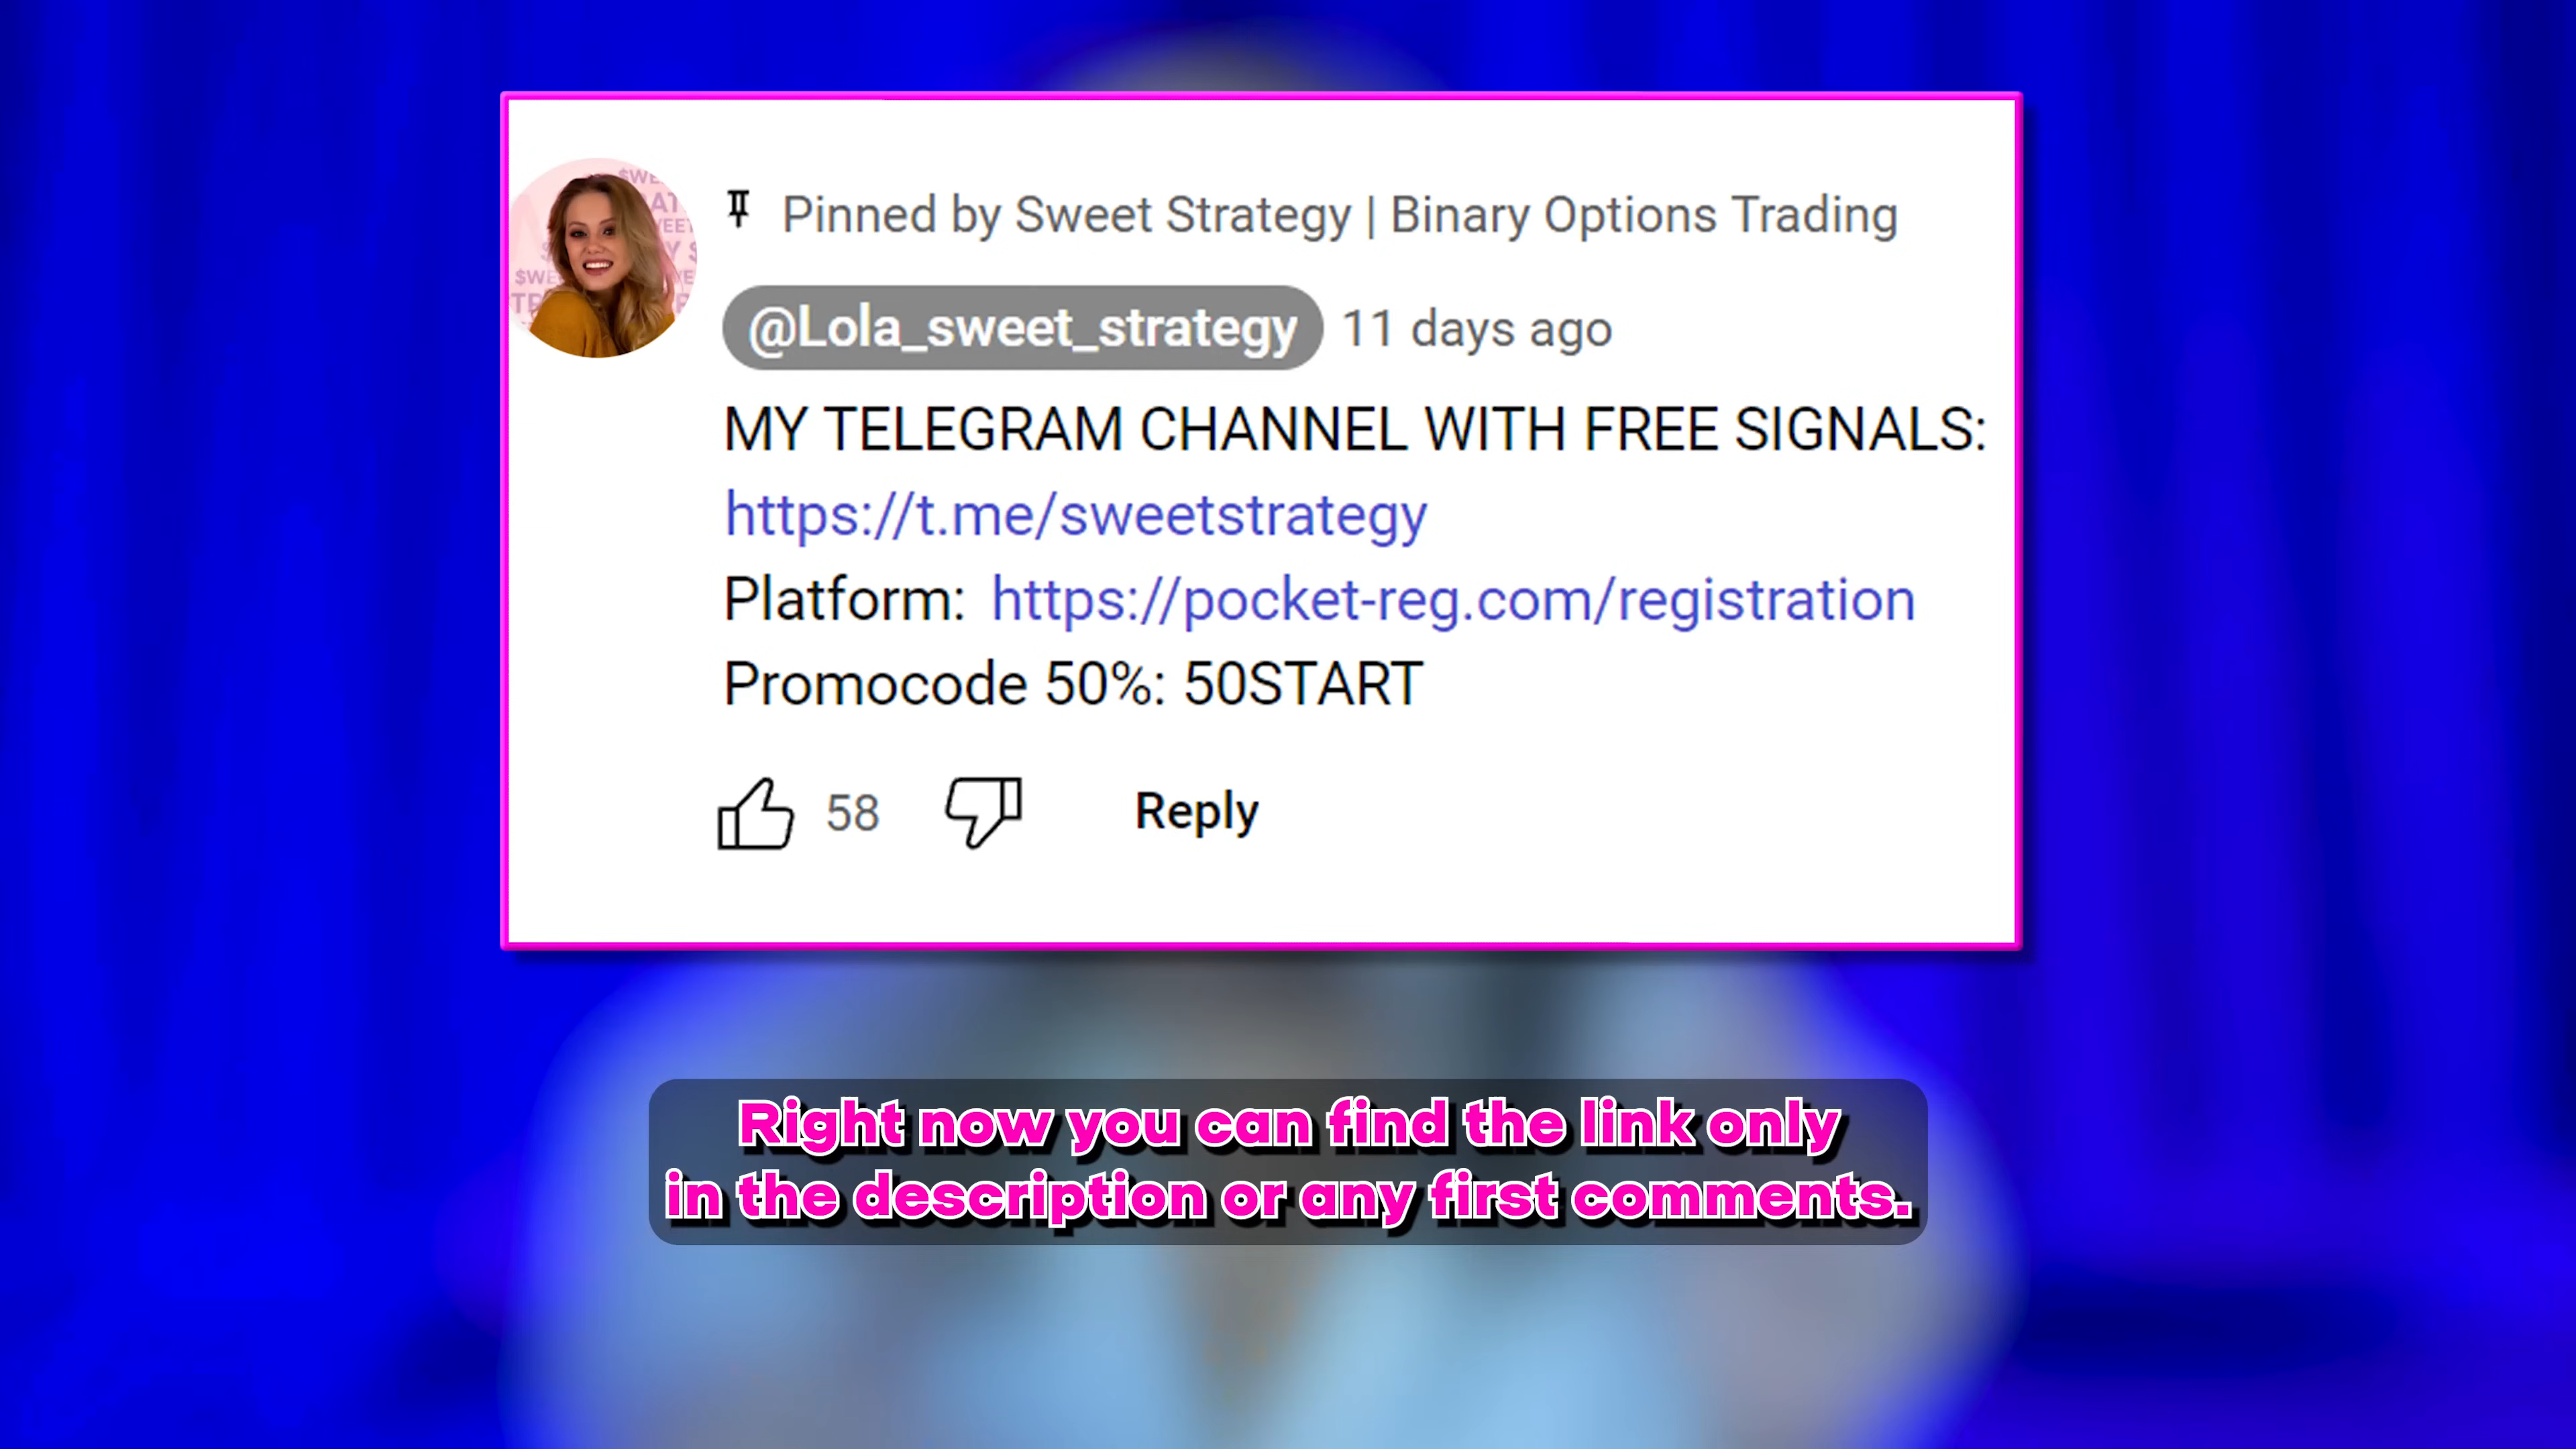 Pinned by Sweet Strategy | Binary Options Trading
@Lola_sweet_strategy 11 days ago
MY TELEGRAM CHANNEL WITH FREE SIGNALS:
https://t.me/sweetstrategy
Platform: https://pocket-reg.com/registration
Promocode 50%: 50START
58 Reply
Right now you can find the link only
in the description or any first comments.